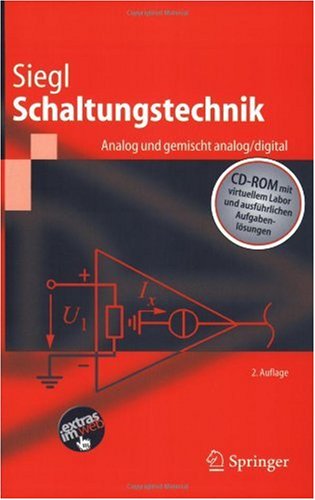 Siegl
Schaltungstechnik
Analog und gemischt analog/digital
CD-ROM mit
virtuellem Labor
und ausführlichen
Aufgaben-
lösungen
U1
Ix
2. Auflage
extras
im web
Springer